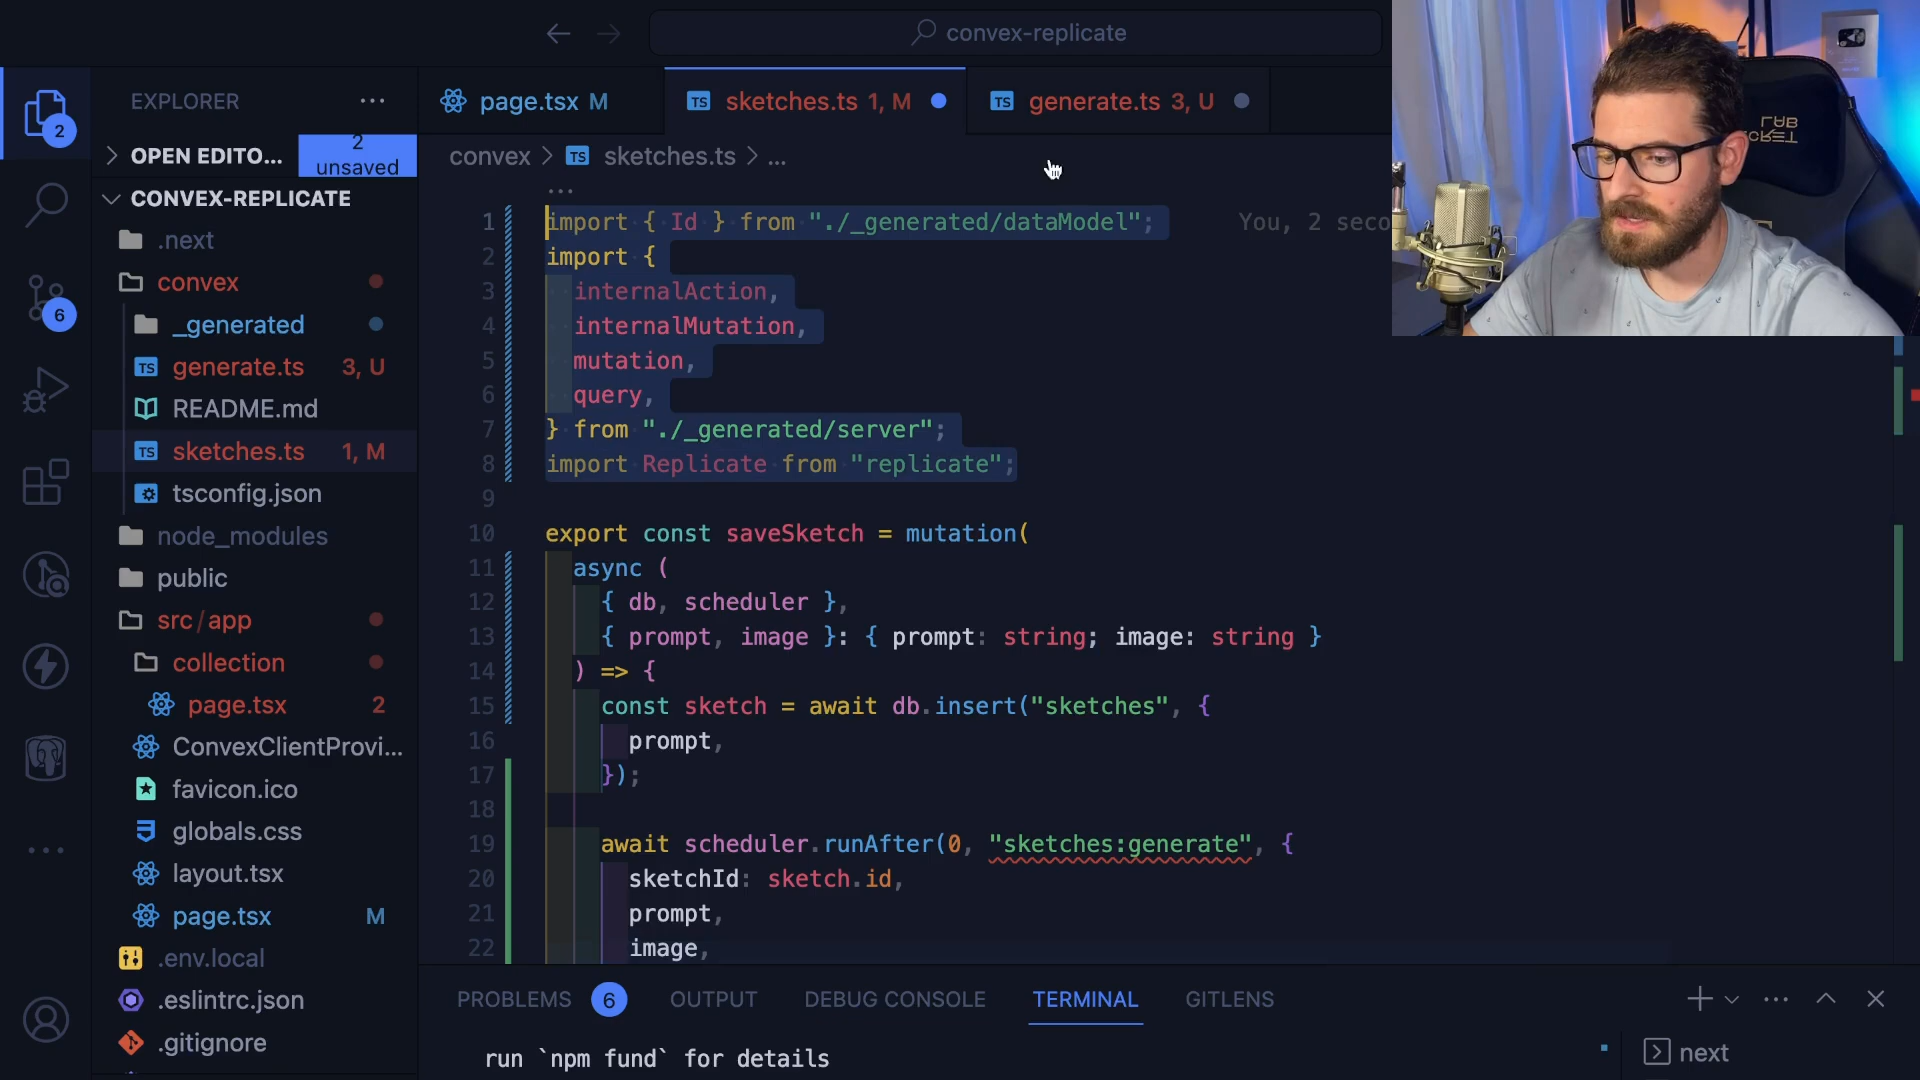 convex-replicate
EXPLORER
OPEN EDITO...
2 unsaved
CONVEX-REPLICATE
.next
convex
_generated
generate.ts 3, U
README.md
sketches.ts 1, M
tsconfig.json
node_modules
public
src/app
collection
page.tsx 2
ConvexClientProvi...
favicon.ico
globals.css
layout.tsx
page.tsx M
.env.local
.eslintrc.json
.gitignore
2
6
page.tsx M
sketches.ts 1, M
generate.ts 3, U
convex > TS sketches.ts > ...
...
1 import { Id } from "./_generated/dataModel"; You, 2 seco
2 import {
3 internalAction,
4 internalMutation,
5 mutation,
6 query,
7 } from "./_generated/server";
8 import Replicate from "replicate";
9
10 export const saveSketch = mutation(
11 async (
12 { db, scheduler },
13 { prompt, image }: { prompt: string; image: string }
14 ) => {
15 const sketch = await db.insert("sketches", {
16 prompt,
17 });
18
19 await scheduler.runAfter(0, "sketches:generate", {
20 sketchId: sketch.id,
21 prompt,
22 image,
PROBLEMS 6 OUTPUT DEBUG CONSOLE TERMINAL GITLENS
run `npm fund` for details
next